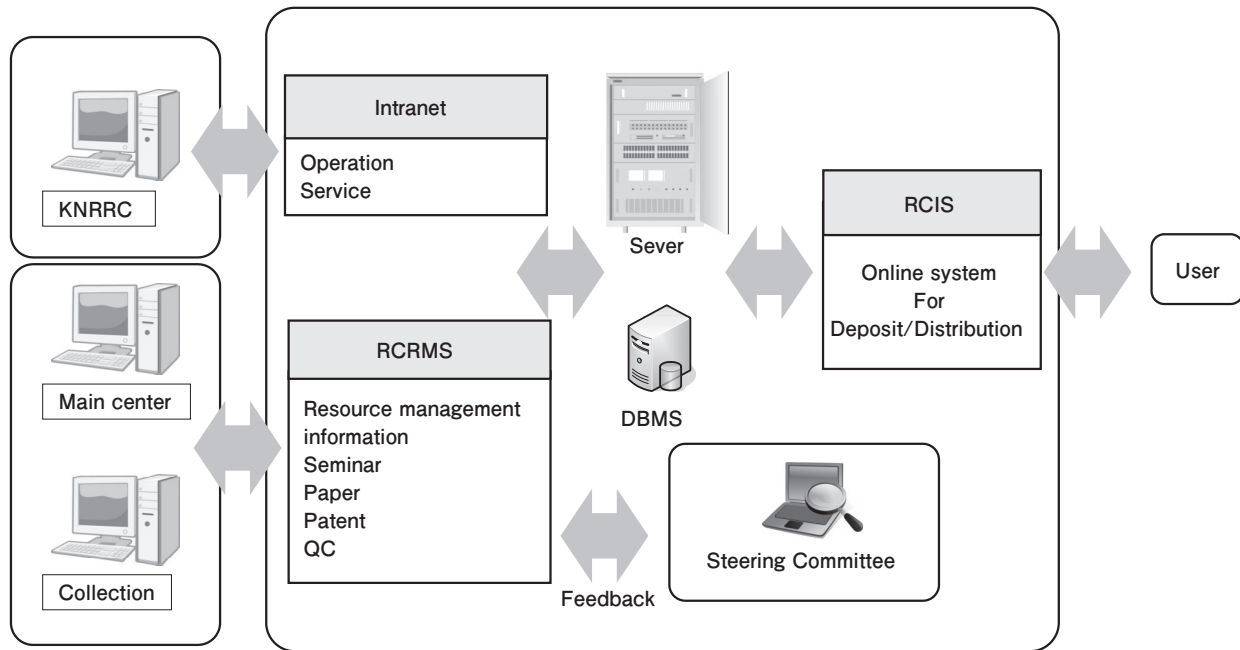 KNRRC
Main center
Collection
Intranet
Operation
Service
RCRMS
Resource management
information
Seminar
Paper
Patent
QC
Sever
DBMS
Feedback
Steering Committee
RCIS
Online system
For
Deposit/Distribution
User